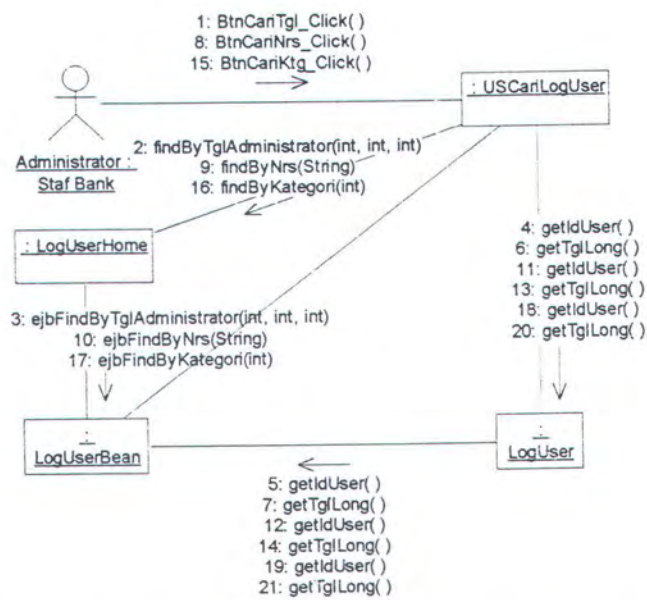 1: BtnCariTgl_Click()
8: BtnCariNrs_Click()
15: BtnCariKtg_Click()
: USCariLogUser
Administrator :
Staf Bank
2: findByTglAdministrator(int, int, int)
9: findByNrs(String)
16: findByKategori(int)
: LogUserHome
4: getIdUser( )
6: getTglLong( )
11: getIdUser( )
13: getTglLong( )
18: getIdUser( )
20: getTglLong( )
3: ejbFindByTglAdministrator(int, int, int)
10: ejbFindByNrs(String)
17: ejbFindByKategori(int)
:
LogUserBean
:
LogUser
5: getIdUser( )
7: getTglLong( )
12: getIdUser( )
14: getTglLong( )
19: getIdUser( )
21: getTglLong( )